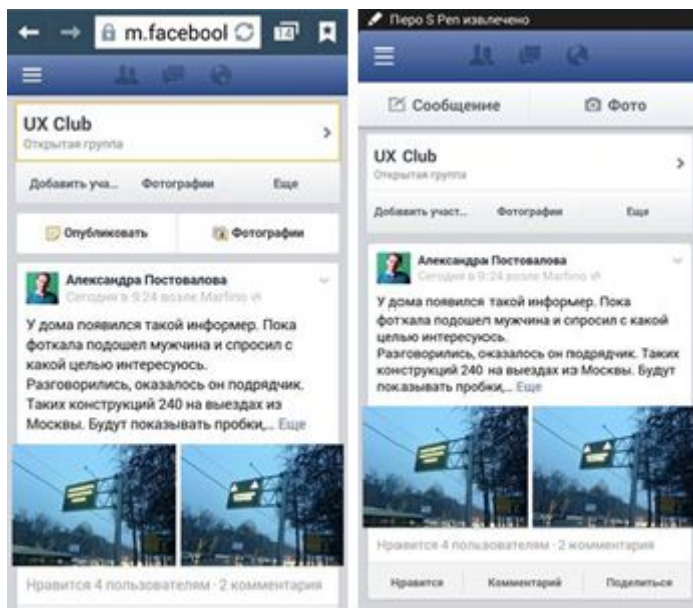 m.facebool
14
UX Club
Открытая группа
Добавить уча... Фотографии Еще
Опубликовать Фотографии
Александра Постовалова
Сегодня в 9:24 возле Marfino
У дома появился такой информер. Пока
фоткала подошел мужчина и спросил с
какой целью интересуюсь.
Разговорились, оказалось он подрядчик.
Таких конструкций 240 на выездах из
Москвы. Будут показывать пробки,... Еще
Нравится 4 пользователям · 2 комментария
Перо S Pen извлечено
Сообщение Фото
UX Club
Открытая группа
Добавить участ... Фотографии Еще
Александра Постовалова
Сегодня в 9:24 возле Marfino
У дома появился такой информер. Пока
фоткала подошел мужчина и спросил с какой
целью интересуюсь.
Разговорились, оказалось он подрядчик. Таких
конструкций 240 на выездах из Москвы. Будут
показывать пробки,... Еще
Нравится 4 пользователям · 2 комментария
Нравится Комментарий Поделиться